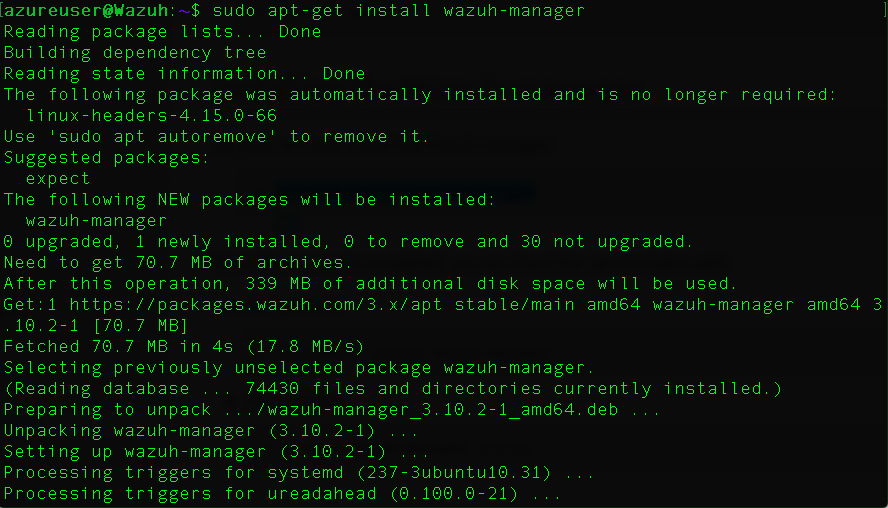 [azureuser@Wazuh:~$ sudo apt-get install wazuh-manager ]
Reading package lists... Done
Building dependency tree
Reading state information... Done
The following package was automatically installed and is no longer required:
  linux-headers-4.15.0-66
Use 'sudo apt autoremove' to remove it.
Suggested packages:
  expect
The following NEW packages will be installed:
  wazuh-manager
0 upgraded, 1 newly installed, 0 to remove and 30 not upgraded.
Need to get 70.7 MB of archives.
After this operation, 339 MB of additional disk space will be used.
Get:1 https://packages.wazuh.com/3.x/apt stable/main amd64 wazuh-manager amd64 3
.10.2-1 [70.7 MB]
Fetched 70.7 MB in 4s (17.8 MB/s)
Selecting previously unselected package wazuh-manager.
(Reading database ... 74430 files and directories currently installed.)
Preparing to unpack .../wazuh-manager_3.10.2-1_amd64.deb ...
Unpacking wazuh-manager (3.10.2-1) ...
Setting up wazuh-manager (3.10.2-1) ...
Processing triggers for systemd (237-3ubuntu10.31) ...
Processing triggers for ureadahead (0.100.0-21) ...